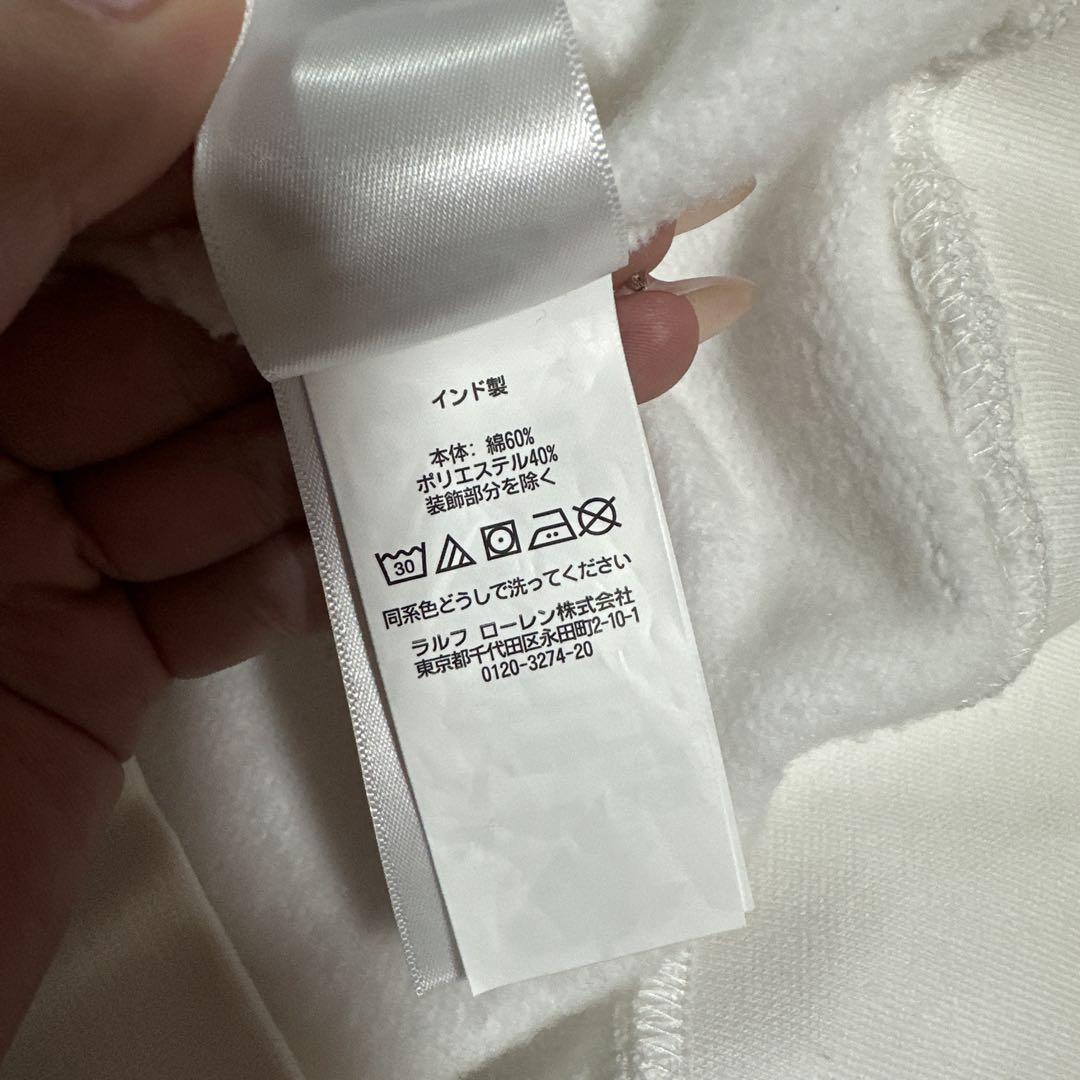 インド製
本体: 綿60%
ポリエステル40%
装飾部分を除く
30
同系色どうしで洗ってください
ラルフ ローレン株式会社
東京都千代田区永田町2-10-1
0120-3274-20